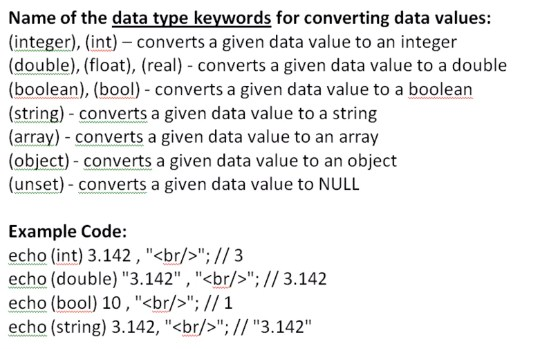 Name of the data type keywords for converting data values:
(integer), (int) – converts a given data value to an integer
(double), (float), (real) - converts a given data value to a double
(boolean), (bool) - converts a given data value to a boolean
(string) - converts a given data value to a string
(array) - converts a given data value to an array
(object) - converts a given data value to an object
(unset) - converts a given data value to NULL
Example Code:
echo (int) 3.142 , "<br/>"; // 3
echo (double) "3.142" , "<br/>"; // 3.142
echo (bool) 10 , "<br/>"; // 1
echo (string) 3.142, "<br/>"; // "3.142"